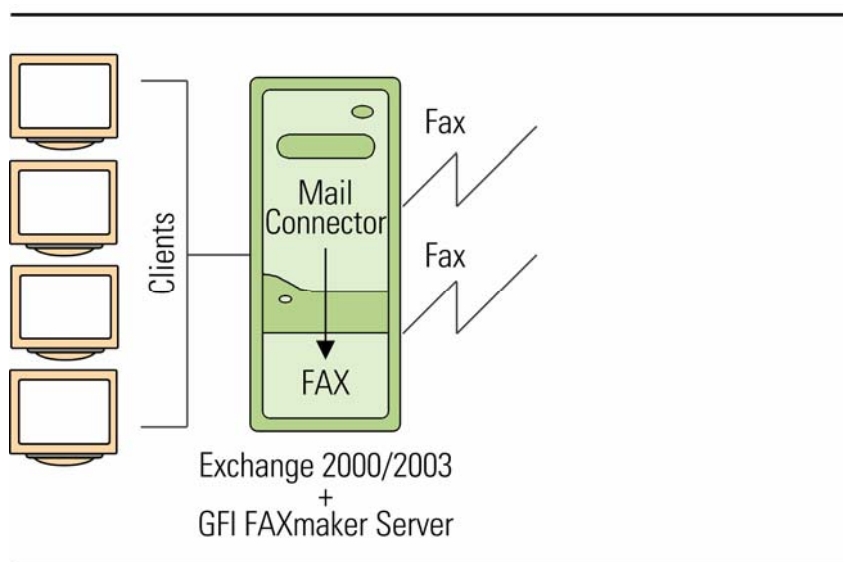 Clients
Mail
Connector
FAX
Fax
Fax
Exchange 2000/2003
+
GFI FAXmaker Server